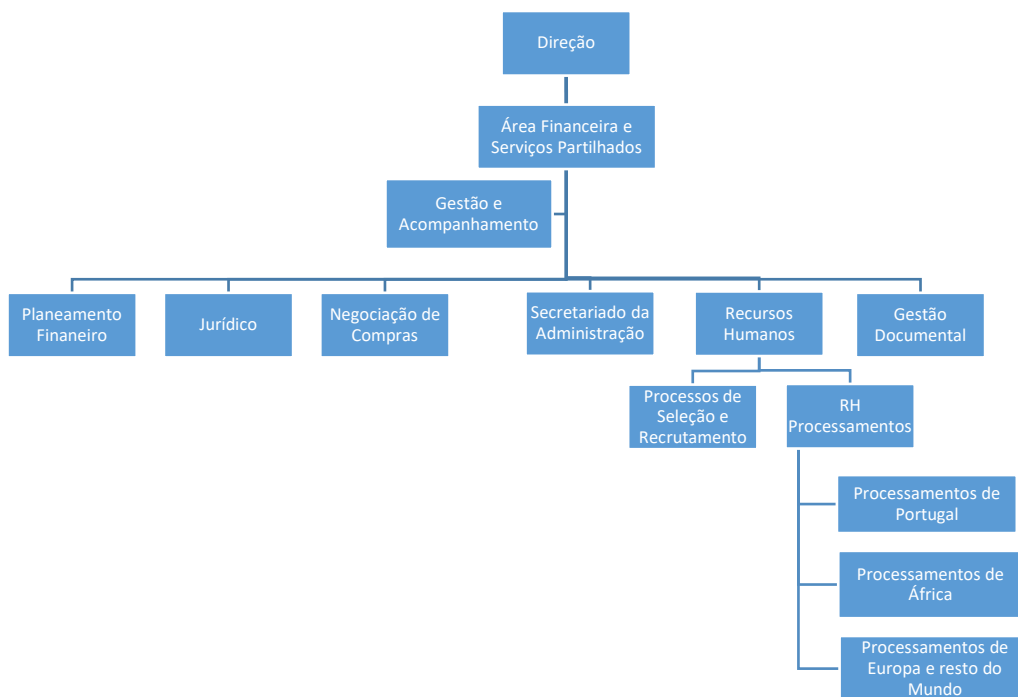 Direção
Área Financeira e
Serviços Partilhados
Gestão e
Acompanhamento
Planeamento
Finaneiro
Jurídico
Negociação de
Compras
Secretariado da
Administração
Recursos
Humanos
Gestão
Documental
Processos de
Seleção e
Recrutamento
RH
Processamentos
Processamentos de
Portugal
Processamentos de
África
Processamentos de
Europa e resto do
Mundo